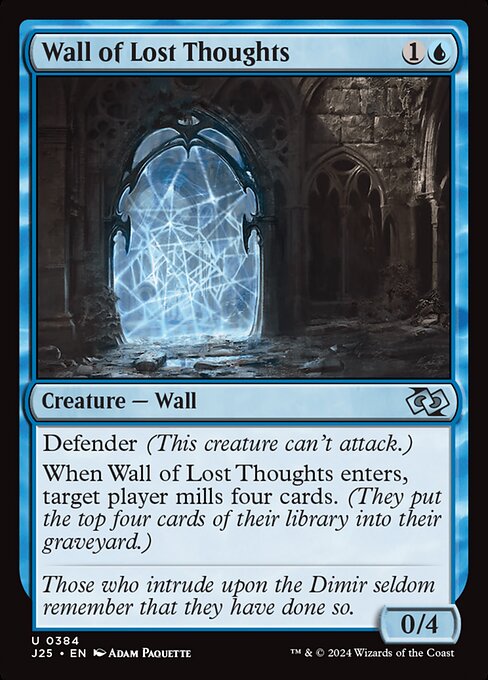 Wall of Lost Thoughts 1
Creature — Wall
Defender (This creature can't attack.)
When Wall of Lost Thoughts enters,
target player mills four cards. (They put
the top four cards of their library into their
graveyard.)
Those who intrude upon the Dimir seldom
remember that they have done so.
0/4
U 0384
J25 • EN Adam Paquette ™ & © 2024 Wizards of the Coast